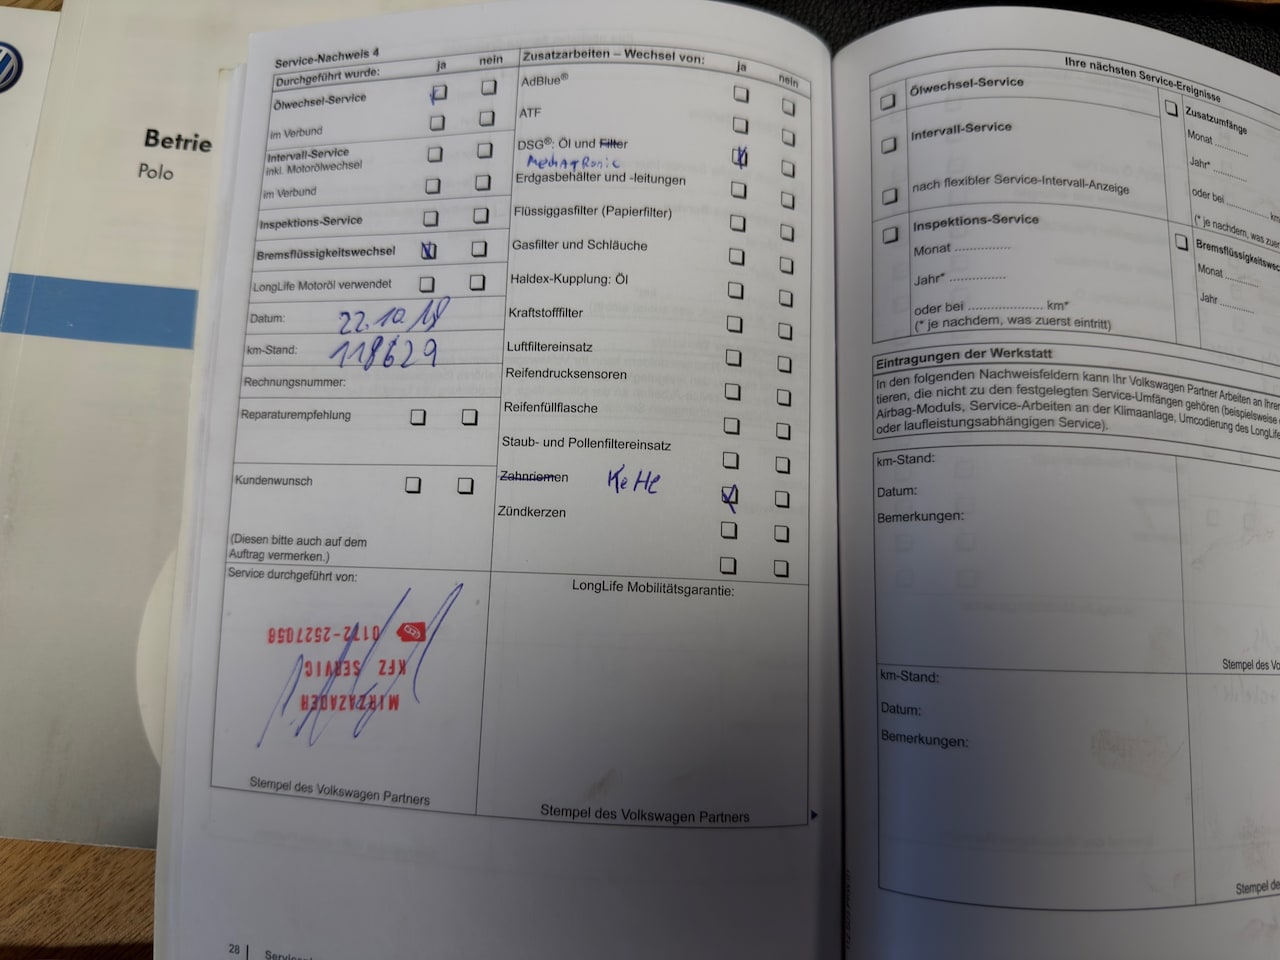 Betrie
Polo
Service-Nachweis 4
Durchgeführt wurde: ja nein
Ölwechsel-Service
im Verbund
Intervall-Service
inkl. Motorölwechsel
im Verbund
Inspektions-Service
Bremsflüssigkeitswechsel
LongLife Motoröl verwendet
Datum: 22.10.18
km-Stand: 118629
Rechnungsnummer:
Reparaturempfehlung
Kundenwunsch
(Diesen bitte auch auf dem
Auftrag vermerken.)
Service durchgeführt von:
MIRZAZADEH
KFZ SERVIC
0172-2527058
Stempel des Volkswagen Partners
Zusatzarbeiten – Wechsel von: ja nein
AdBlue®
ATF
DSG®: Öl und Filter
Mechatronic
Erdgasbehälter und -leitungen
Flüssiggasfilter (Papierfilter)
Gasfilter und Schläuche
Haldex-Kupplung: Öl
Kraftstofffilter
Luftfiltereinsatz
Reifendrucksensoren
Reifenfüllflasche
Staub- und Pollenfiltereinsatz
Zahnriemen Kette
Zündkerzen
LongLife Mobilitätsgarantie:
Stempel des Volkswagen Partners
28
Ihre nächsten Service-Ereignisse
Ölwechsel-Service
Intervall-Service
nach flexibler Service-Intervall-Anzeige
Inspektions-Service
Monat ...............
Jahr* ...............
oder bei .................... km*
(* je nachdem, was zuerst eintritt)
Zusatzumfänge
Monat ............
Jahr* ............
oder bei ............... km
(* je nachdem, was zuers
Bremsflüssigkeitswec
Monat ............
Jahr ............
Eintragungen der Werkstatt
In den folgenden Nachweisfeldern kann Ihr Volkswagen Partner Arbeiten an Ihrem
tieren, die nicht zu den festgelegten Service-Umfängen gehören (beispielsweise
Airbag-Moduls, Service-Arbeiten an der Klimaanlage, Umcodierung des LongLife
oder laufleistungsabhängigen Service).
km-Stand:
Datum:
Bemerkungen:
Stempel des Vo
km-Stand:
Datum:
Bemerkungen:
Stempel des